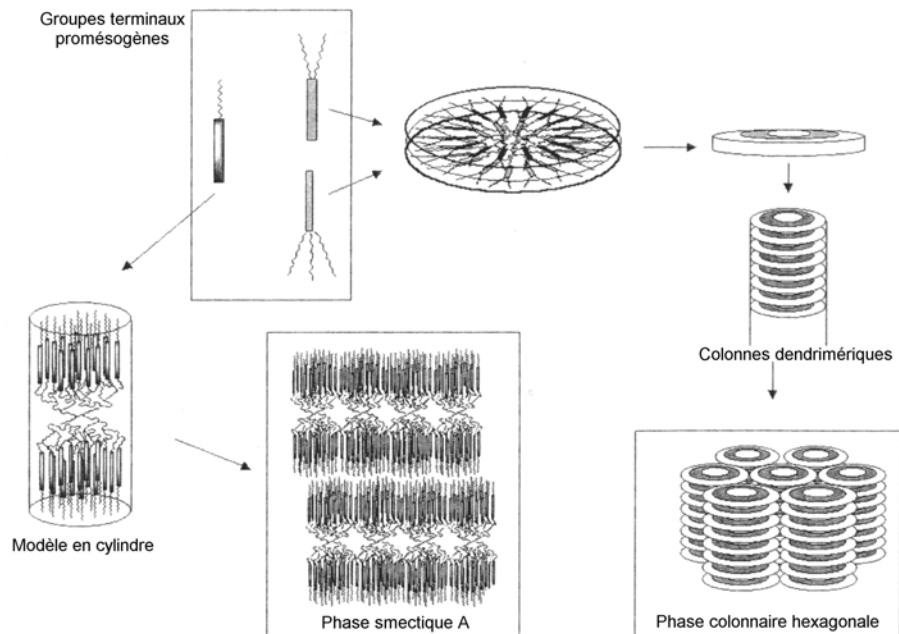 Groupes terminaux
promésogènes
Colonnes dendrimériques
Modèle en cylindre
Phase smectique A
Phase colonnaire hexagonale